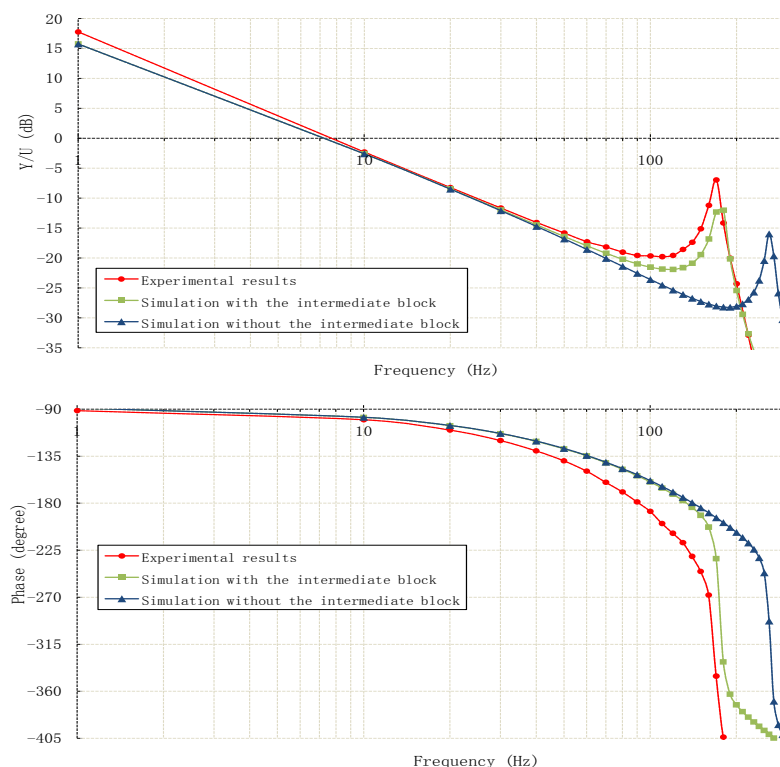 20
15
10
5
0
-5
-10
-15
-20
-25
-30
-35
Y/U (dB)
10
100
Experimental results
Simulation with the intermediate block
Simulation without the intermediate block
Frequency (Hz)
-90
-135
-180
-225
-270
-315
-360
-405
Phase (degree)
1
10
100
Experimental results
Simulation with the intermediate block
Simulation without the intermediate block
Frequency (Hz)